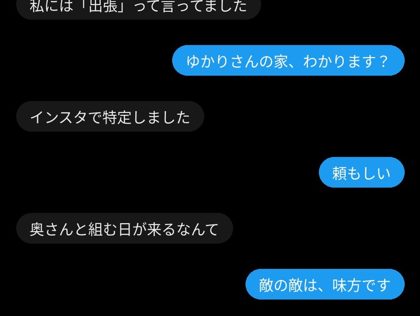 私には「出張」って言ってました
ゆかりさんの家、わかります？
インスタで特定しました
頼もしい
奥さんと組む日が来るなんて
敵の敵は、味方です